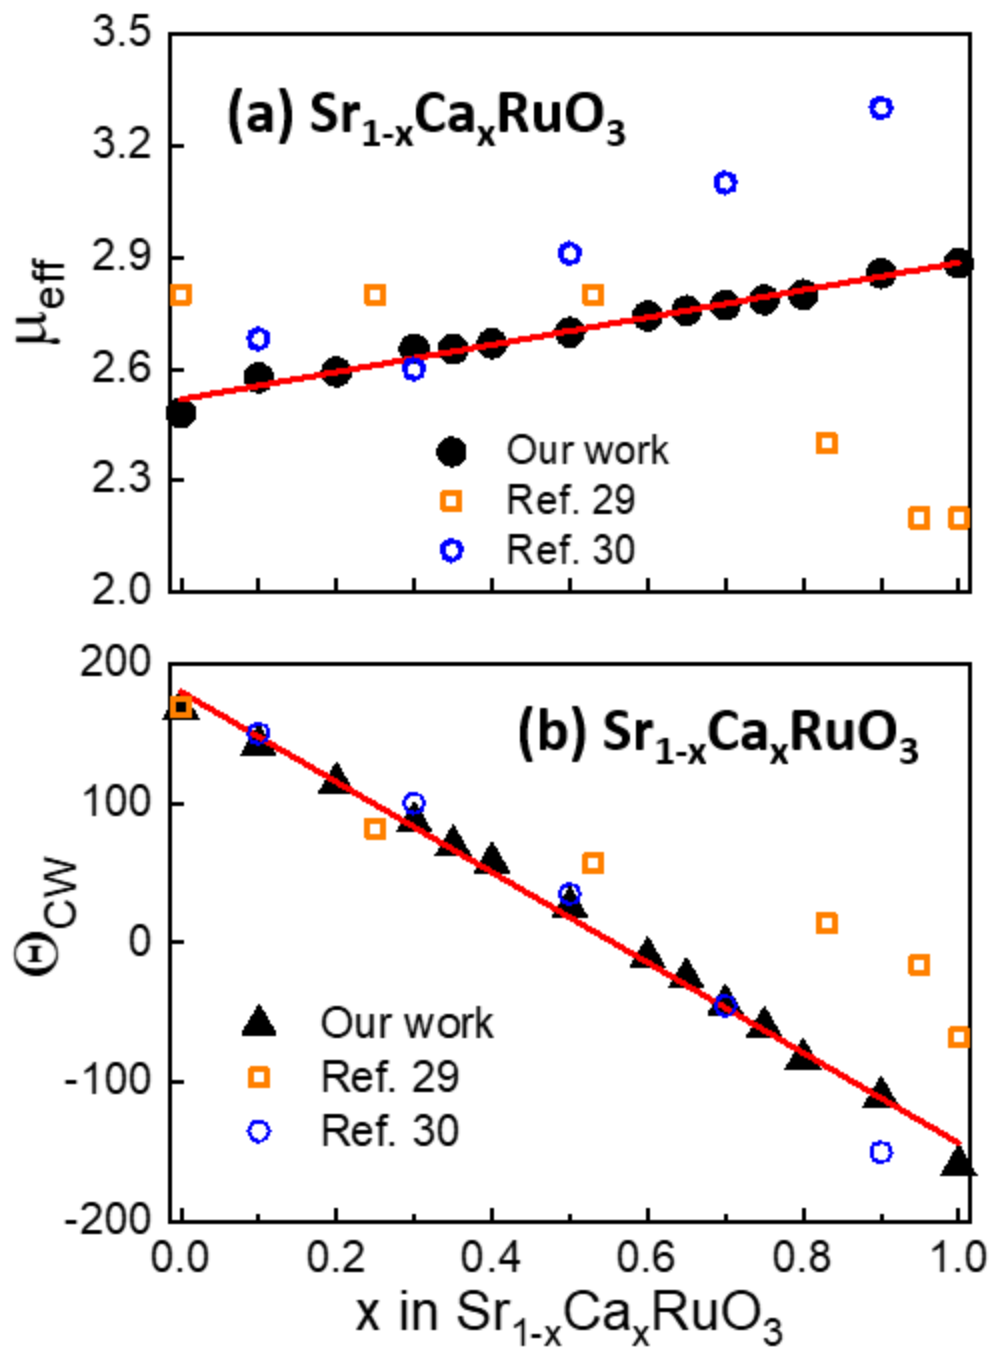 3.5
(a) Sr1-xCaxRuO3
3.2
2.9
μeff
2.6
Our work
2.3
Ref. 29
Ref. 30
2.0
200
(b) Sr1-xCaxRuO3
100
ΘCW
0
Our work
-100
Ref. 29
Ref. 30
-200
0.0 0.2 0.4 0.6 0.8 1.0
x in Sr1-xCaxRuO3